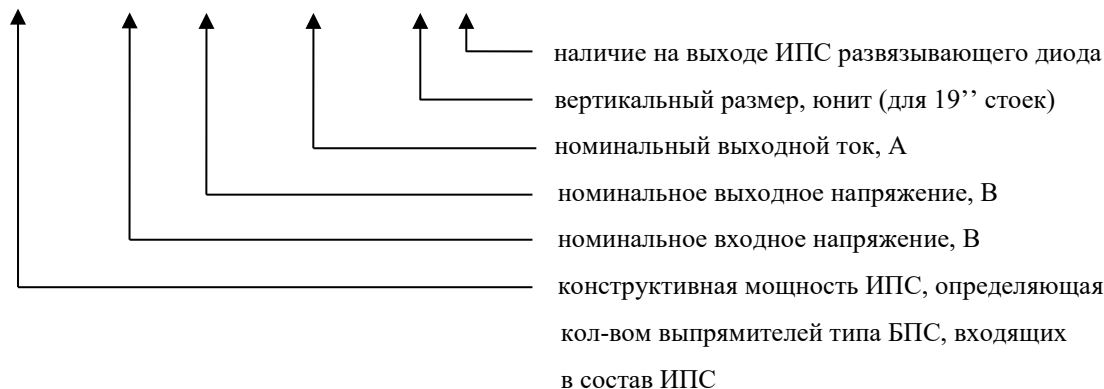 наличие на выходе ИПС развязывающего диода
вертикальный размер, юнит (для 19’’ стоек)
номинальный выходной ток, А
номинальное выходное напряжение, В
номинальное входное напряжение, В
конструктивная мощность ИПС, определяющая
кол-вом выпрямителей типа БПС, входящих
в состав ИПС